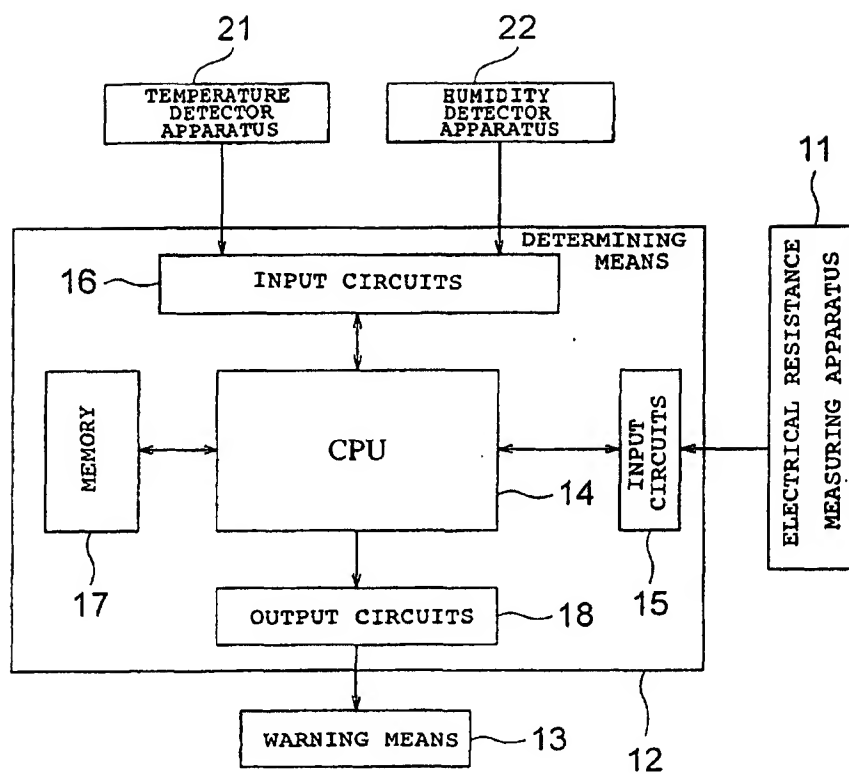 21
22
TEMPERATURE
DETECTOR
APPARATUS
HUMIDITY
DETECTOR
APPARATUS
11
ELECTRICAL RESISTANCE
MEASURING APPARATUS
DETERMINING
MEANS
16
INPUT CIRCUITS
MEMORY
17
CPU
14
INPUT
CIRCUITS
15
OUTPUT CIRCUITS
18
12
WARNING MEANS
13